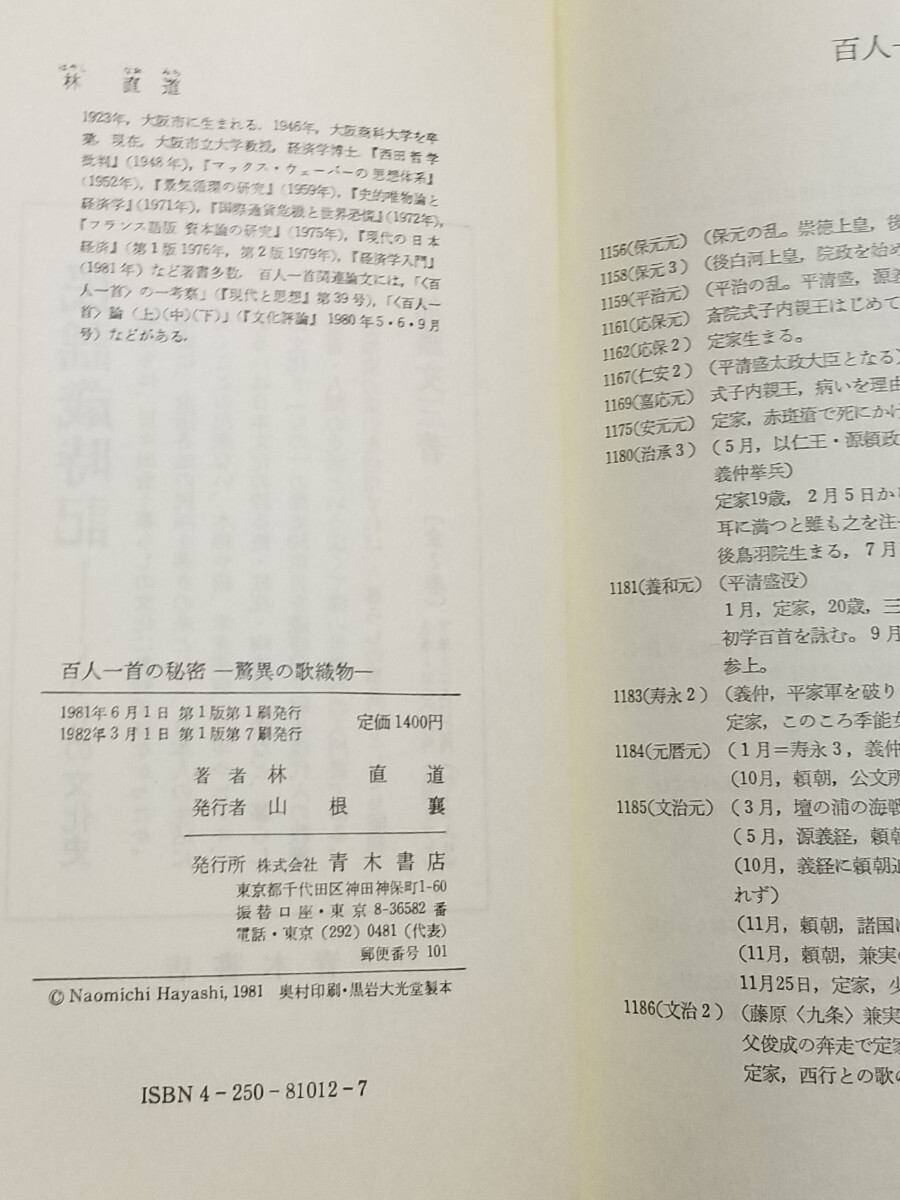 はやし なお みち
林 直道
1923年，大阪市に生まれる．1946年，大阪商科大学を卒
業．現在，大阪市立大学教授，経済学博士．『西田哲学
批判』(1948年)，『マックス・ウェーバーの思想体系』
(1952年)，『景気循環の研究』(1959年)，『史的唯物論と
経済学』(1971年)，『国際通貨危機と世界恐慌』(1972年)，
『フランス語版 資本論の研究』(1975年)，『現代の日本
経済』(第1版1976年，第2版1979年)，『経済学入門』
(1981年)など著書多数．百人一首関連論文には，「〈百
人一首〉の一考察」(『現代と思想』第39号)，「〈百人一
首〉論（上）（中）（下）」(『文化評論』1980年5・6・9月
号)などがある．
百人一首の秘密 ―驚異の歌織物―
1981年6月1日 第1版第1刷発行
1982年3月1日 第1版第7刷発行
定価1400円
著者 林 直道
発行者 山根 襄
発行所 株式会社 青木書店
東京都千代田区神田神保町1-60
振替口座・東京 8-36582 番
電話・東京 (292) 0481 (代表)
郵便番号 101
© Naomichi Hayashi, 1981 奥村印刷・黒岩大光堂製本
ISBN 4-250-81012-7
百人一
1156(保元元) (保元の乱。崇徳上皇，後
1158(保元3) (後白河上皇，院政を始め
1159(平治元) (平治の乱。平清盛，源義
1161(応保元) 斎院式子内親王はじめて
1162(応保2) 定家生まる。
1167(仁安2) (平清盛太政大臣となる)
1169(嘉応元) 式子内親王，病いを理由
1175(安元元) 定家，赤斑瘡で死にかけ
1180(治承3) (5月，以仁王・源頼政
義仲挙兵)
定家19歳，2月5日か
耳に満つと雖も之を注
後鳥羽院生まる，7月
1181(養和元) (平清盛没)
1月，定家，20歳，三
初学百首を詠む。9月
参上。
1183(寿永2) (義仲，平家軍を破り
定家，このころ季能女
1184(元暦元) (1月＝寿永3，義仲
(10月，頼朝，公文所
1185(文治元) (3月，壇の浦の海戦
(5月，源義経，頼朝
(10月，義経に頼朝追
れず)
(11月，頼朝，諸国に
(11月，頼朝，兼実
11月25日，定家，少
1186(文治2) (藤原〈九条〉兼実
父俊成の奔走で定家
定家，西行との歌の